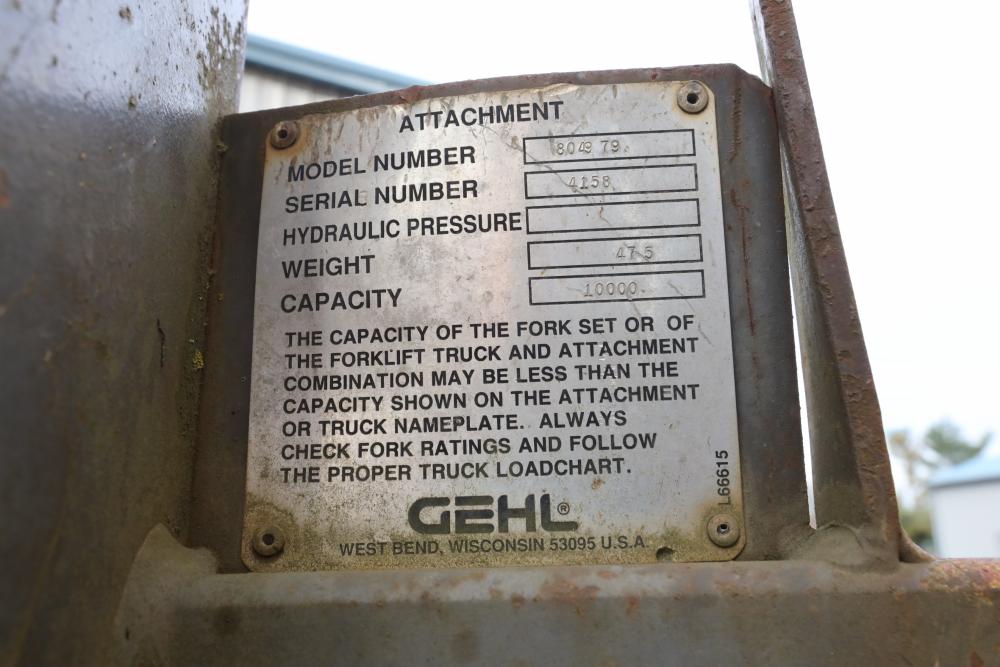 ATTACHMENT
MODEL NUMBER 804979
SERIAL NUMBER 4158
HYDRAULIC PRESSURE
WEIGHT 475
CAPACITY 10000
THE CAPACITY OF THE FORK SET OR OF
THE FORKLIFT TRUCK AND ATTACHMENT
COMBINATION MAY BE LESS THAN THE
CAPACITY SHOWN ON THE ATTACHMENT
OR TRUCK NAMEPLATE. ALWAYS
CHECK FORK RATINGS AND FOLLOW
THE PROPER TRUCK LOADCHART.
L66615
GEHL®
WEST BEND, WISCONSIN 53095 U.S.A.